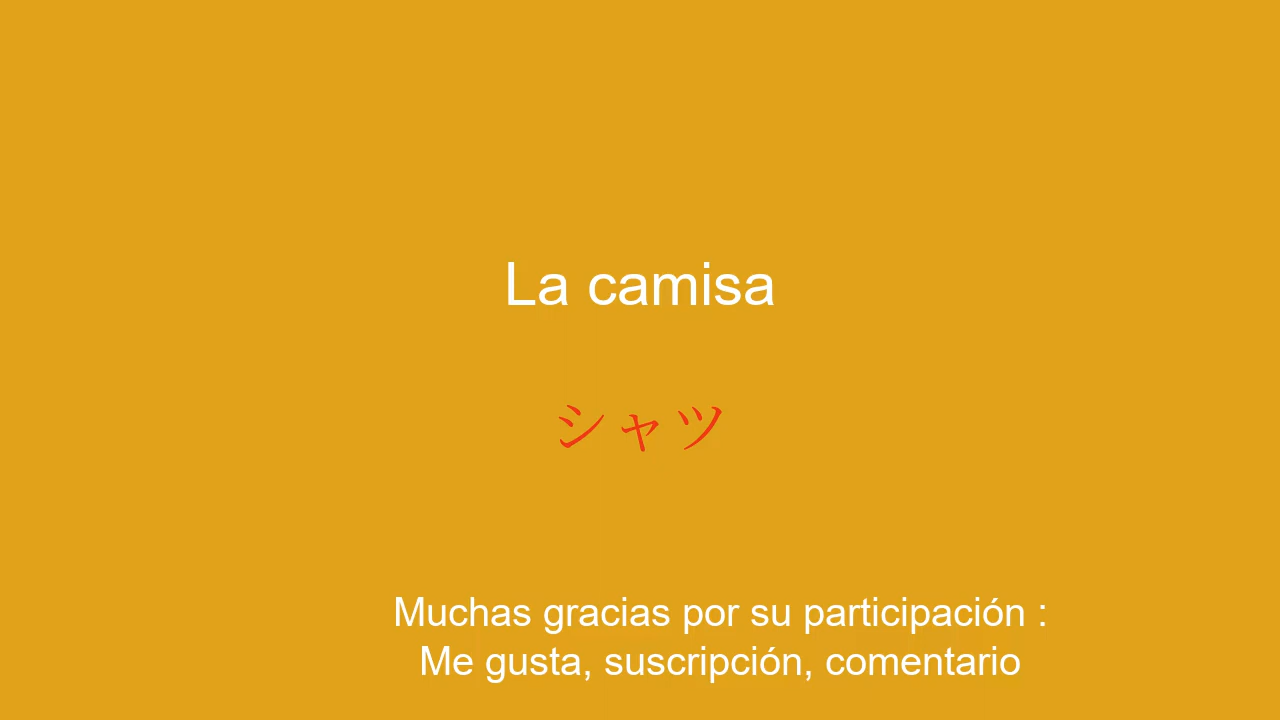 La camisa
シャツ
Muchas gracias por su participación :
Me gusta, suscripción, comentario